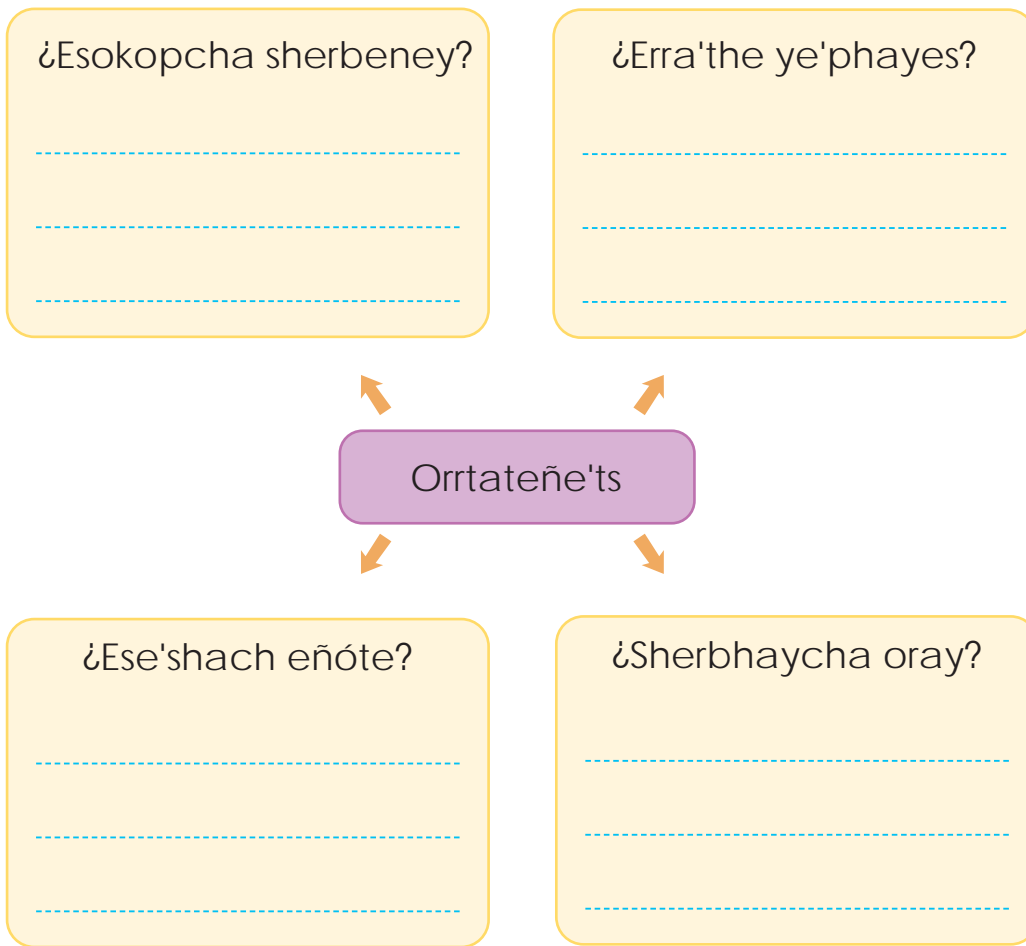 ¿Esokopcha sherbeney?
¿Erra'the ye'phayes?
Orrtateñe'ts
¿Ese'shach eñóte?
¿Sherbhaycha oray?